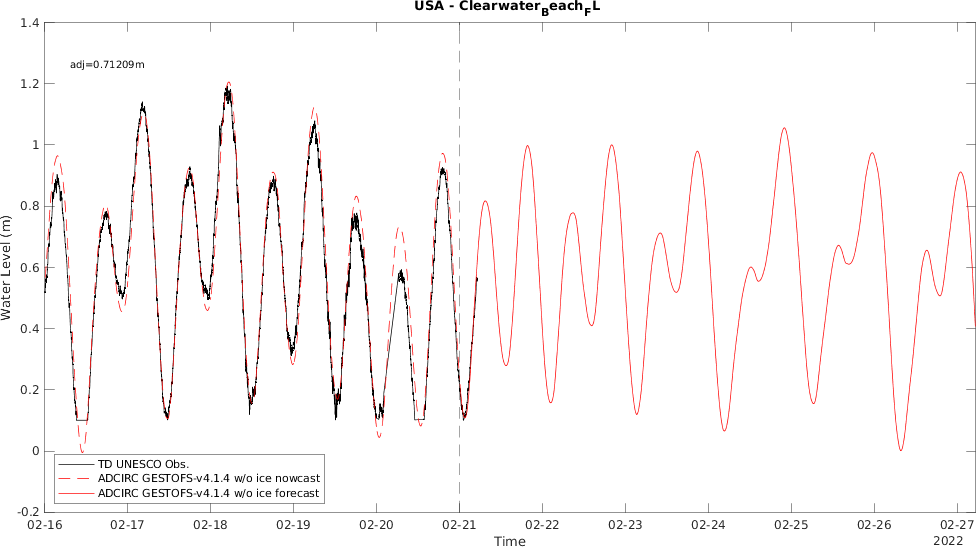 USA - Clearwater_Beach_FL
1.4
1.2
1
0.8
0.6
0.4
0.2
0
-0.2
Water Level (m)
adj=0.71209m
TD UNESCO Obs.
ADCIRC GESTOFS-v4.1.4 w/o ice nowcast
ADCIRC GESTOFS-v4.1.4 w/o ice forecast
02-16 02-17 02-18 02-19 02-20 02-21 02-22 02-23 02-24 02-25 02-26 02-27
Time
2022